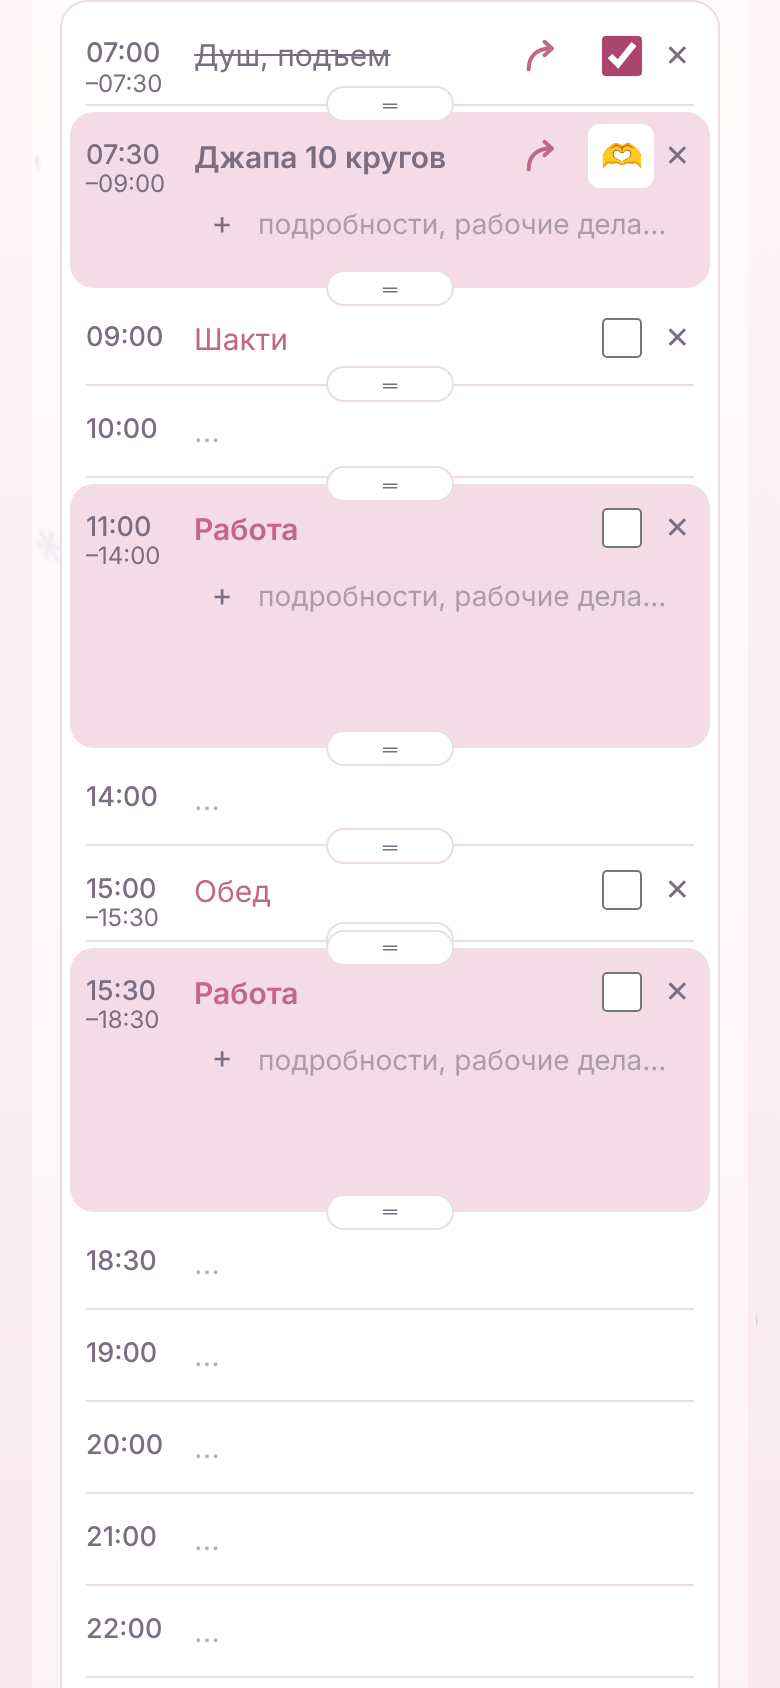 07:00 Душ, подъем ✕
–07:30
=
07:30 Джапа 10 кругов 🫶 ✕
–09:00
+ подробности, рабочие дела...
=
09:00 Шакти ✕
=
10:00 ...
=
11:00 Работа ✕
–14:00
+ подробности, рабочие дела...
=
14:00 ...
=
15:00 Обед ✕
–15:30
=
15:30 Работа ✕
–18:30
+ подробности, рабочие дела...
=
18:30 ...
19:00 ...
20:00 ...
21:00 ...
22:00 ...